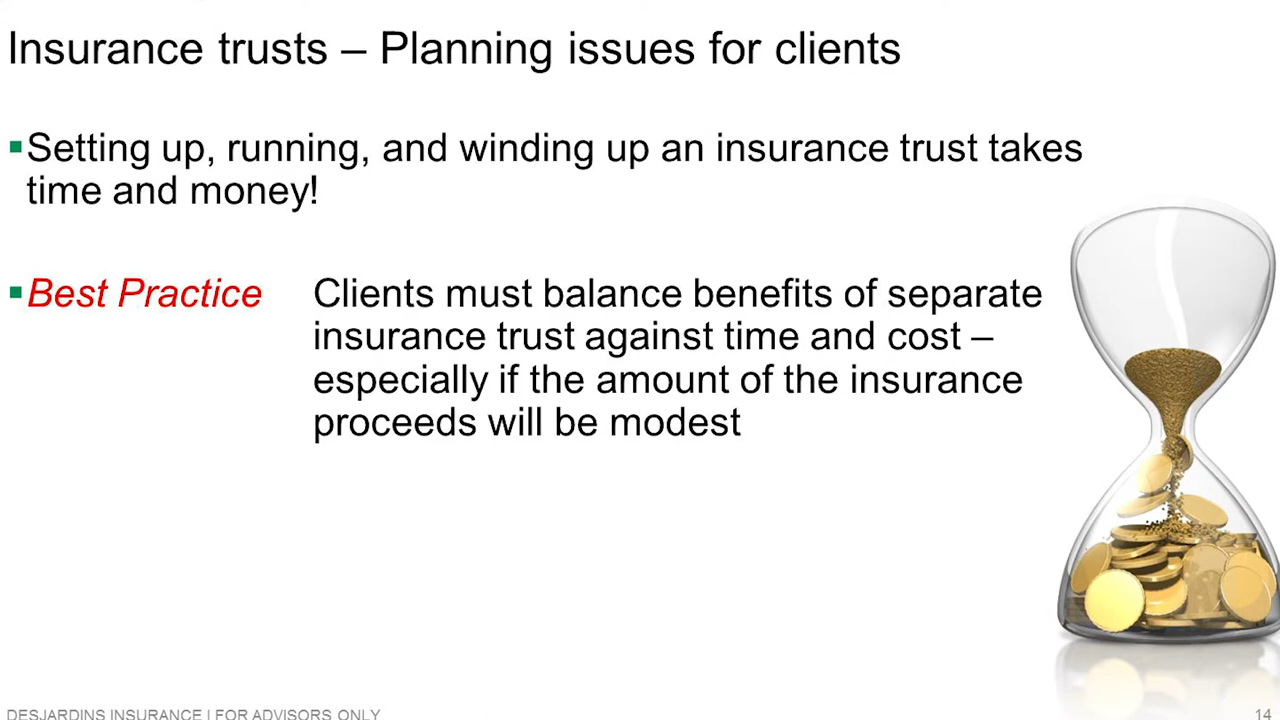 Insurance trusts – Planning issues for clients
▪Setting up, running, and winding up an insurance trust takes
time and money!
▪Best Practice Clients must balance benefits of separate
insurance trust against time and cost –
especially if the amount of the insurance
proceeds will be modest
DESJARDINS INSURANCE | FOR ADVISORS ONLY
14